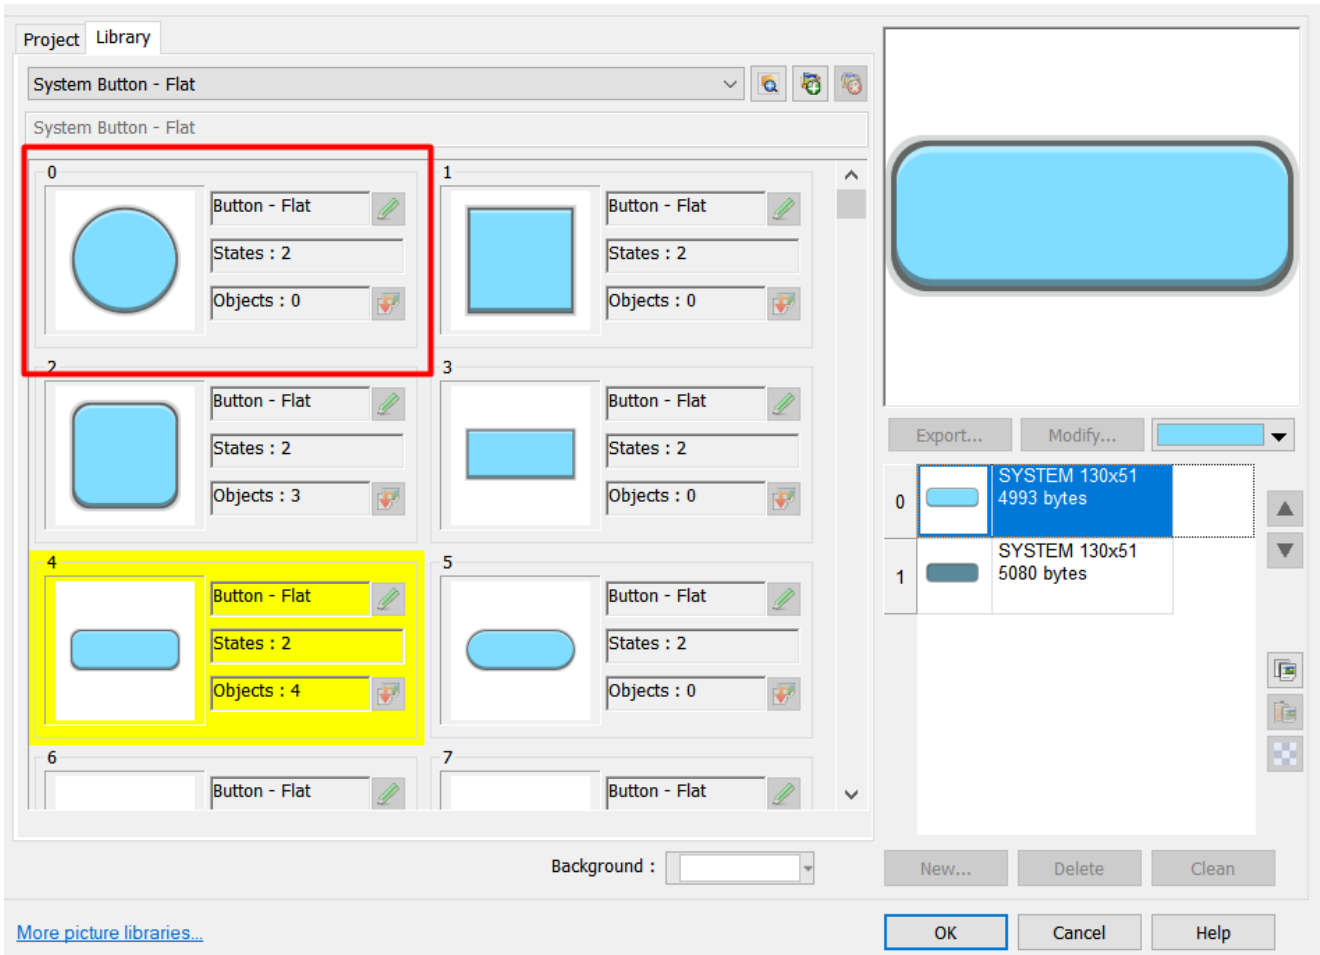 Project Library
System Button - Flat
System Button - Flat
0
Button - Flat
States : 2
Objects : 0
1
Button - Flat
States : 2
Objects : 0
2
Button - Flat
States : 2
Objects : 3
3
Button - Flat
States : 2
Objects : 0
4
Button - Flat
States : 2
Objects : 4
5
Button - Flat
States : 2
Objects : 0
6
Button - Flat
7
Button - Flat
Background :
More picture libraries...
Export... Modify...
0
SYSTEM 130x51
4993 bytes
1
SYSTEM 130x51
5080 bytes
New... Delete Clean
OK Cancel Help